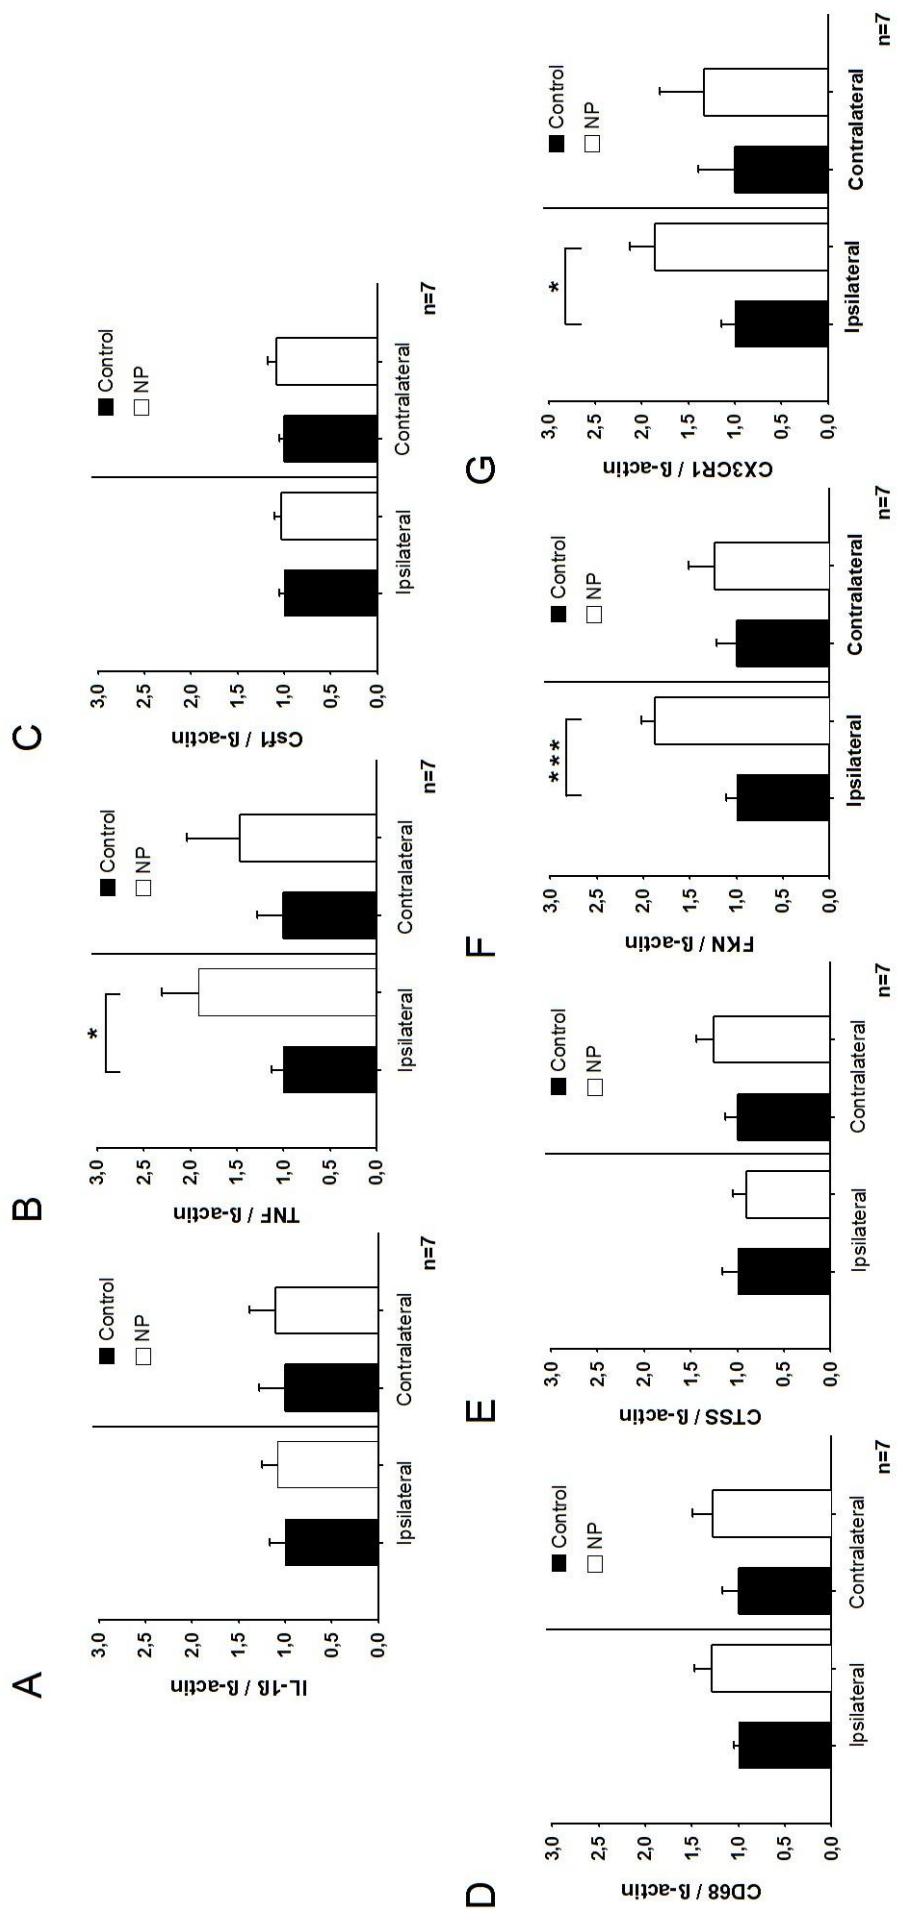 A
IL-1ß / ß-actin
3,0
2,5
2,0
1,5
1,0
0,5
0,0
Control
NP
Ipsilateral
Contralateral
n=7
B
TNF / ß-actin
3,0
2,5
2,0
1,5
1,0
0,5
0,0
*
Control
NP
Ipsilateral
Contralateral
n=7
C
Csf1 / ß-actin
3,0
2,5
2,0
1,5
1,0
0,5
0,0
Control
NP
Ipsilateral
Contralateral
n=7
D
CD68 / ß-actin
3,0
2,5
2,0
1,5
1,0
0,5
0,0
Control
NP
Ipsilateral
Contralateral
n=7
E
CTSS / ß-actin
3,0
2,5
2,0
1,5
1,0
0,5
0,0
Control
NP
Ipsilateral
Contralateral
n=7
F
FKN / ß-actin
3,0
2,5
2,0
1,5
1,0
0,5
0,0
***
Control
NP
Ipsilateral
Contralateral
n=7
G
CX3CR1 / ß-actin
3,0
2,5
2,0
1,5
1,0
0,5
0,0
*
Control
NP
Ipsilateral
Contralateral
n=7